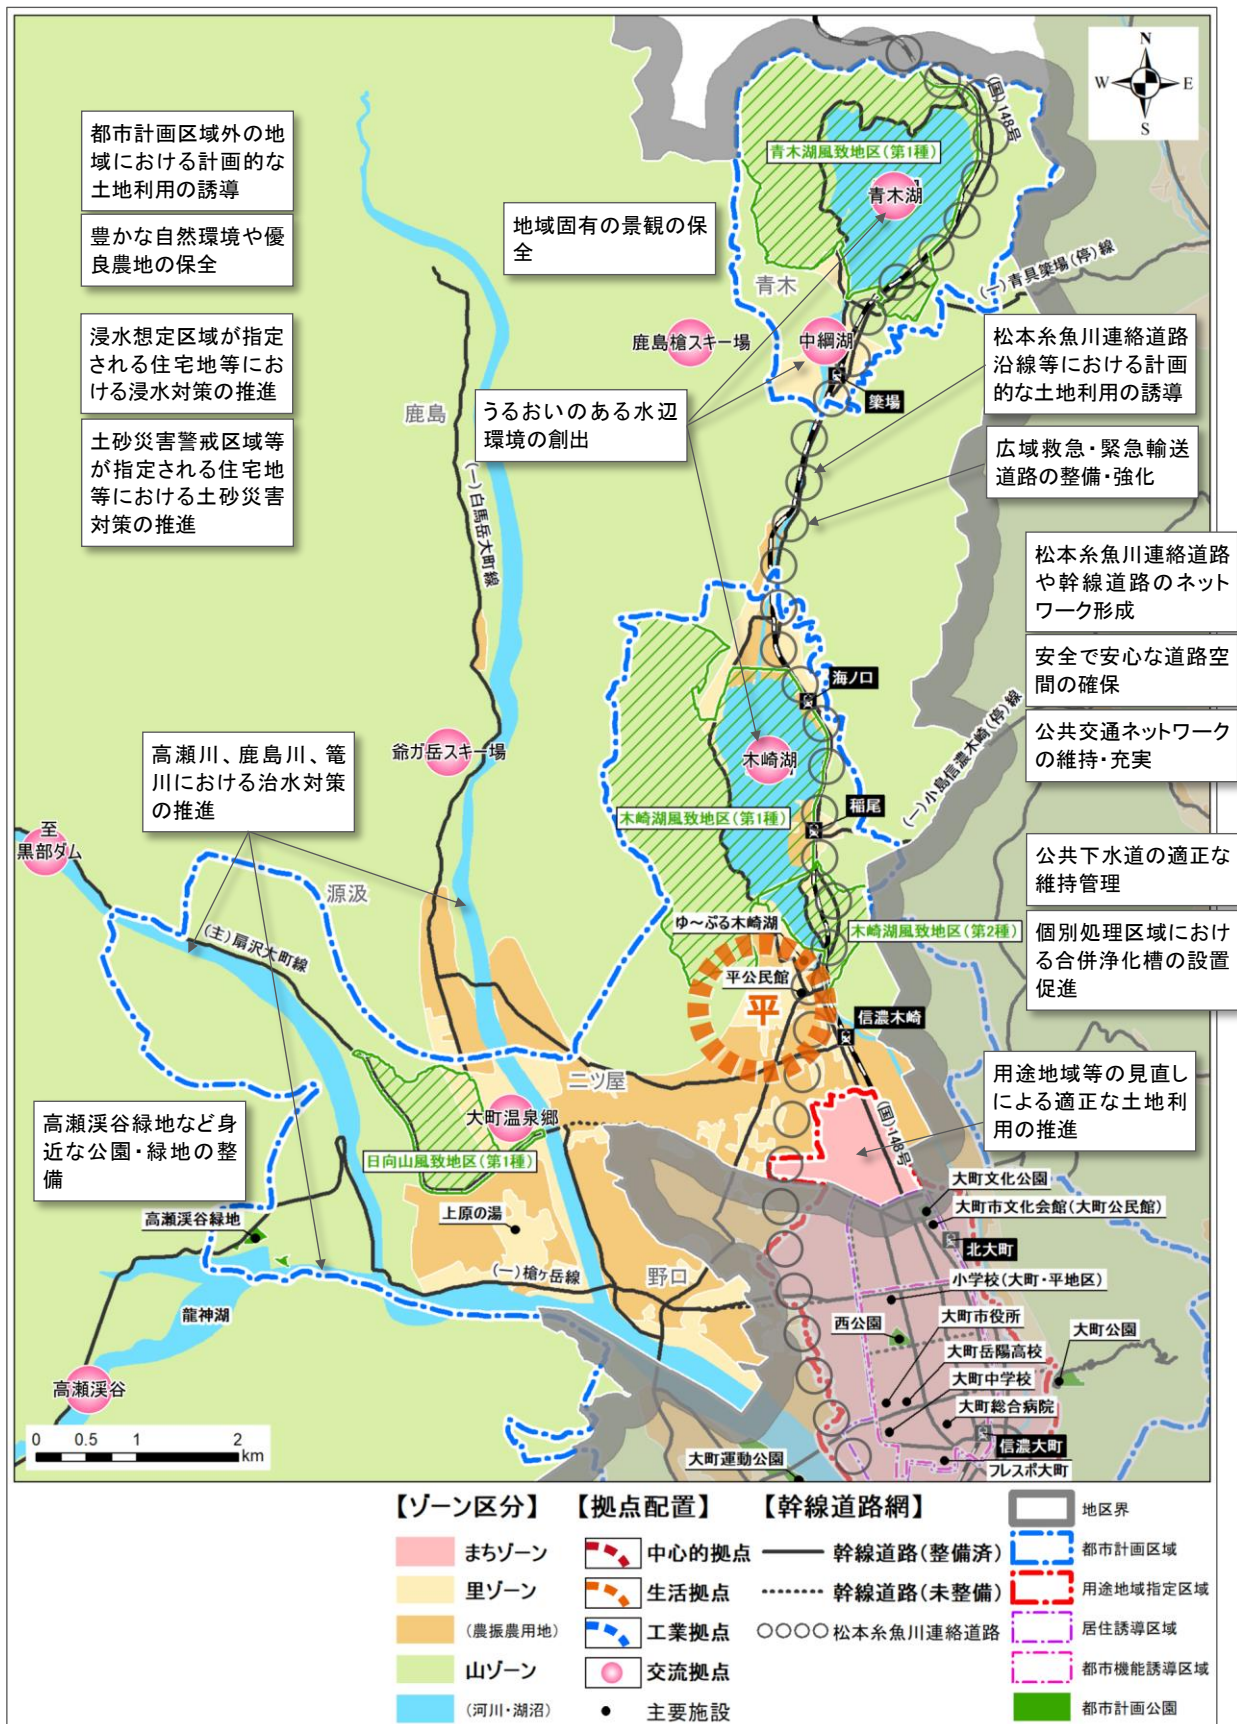 N
W
E
S
都市計画区域外の地
域における計画的な
土地利用の誘導
豊かな自然環境や優
良農地の保全
浸水想定区域が指定
される住宅地等にお
ける浸水対策の推進
土砂災害警戒区域等
が指定される住宅地
等における土砂災害
対策の推進
地域固有の景観の保
全
うるおいのある水辺
環境の創出
松本糸魚川連絡道路
沿線等における計画
的な土地利用の誘導
広域救急・緊急輸送
道路の整備・強化
松本糸魚川連絡道路
や幹線道路のネット
ワーク形成
安全で安心な道路空
間の確保
公共交通ネットワーク
の維持・充実
公共下水道の適正な
維持管理
個別処理区域におけ
る合併浄化槽の設置
促進
用途地域等の見直し
による適正な土地利
用の推進
高瀬川、鹿島川、篭
川における治水対策
の推進
高瀬渓谷緑地など身
近な公園・緑地の整
備
(国)148号
青木湖風致地区(第1種)
青木湖
青木
(一)青具簗場(停)線
鹿島槍スキー場
中綱湖
簗場
鹿島
(一)白馬岳大町線
海ノ口
爺ガ岳スキー場
木崎湖
(一)小島信濃木崎(停)線
木崎湖風致地区(第1種)
稲尾
至
黒部ダム
源汲
(主)扇沢大町線
ゆ~ぷる木崎湖
木崎湖風致地区(第2種)
平公民館
平
信濃木崎
二ツ屋
大町温泉郷
(国)148号
日向山風致地区(第1種)
上原の湯
高瀬渓谷緑地
(一)槍ヶ岳線
野口
龍神湖
高瀬渓谷
大町文化公園
大町市文化会館(大町公民館)
北大町
小学校(大町・平地区)
西公園
大町市役所
大町公園
大町岳陽高校
大町中学校
大町総合病院
信濃大町
大町運動公園
フレスポ大町
0 0.5 1 2
km
【ゾーン区分】
まちゾーン
里ゾーン
(農振農用地)
山ゾーン
(河川・湖沼)
【拠点配置】
中心的拠点
生活拠点
工業拠点
交流拠点
主要施設
【幹線道路網】
幹線道路(整備済)
幹線道路(未整備)
松本糸魚川連絡道路
地区界
都市計画区域
用途地域指定区域
居住誘導区域
都市機能誘導区域
都市計画公園